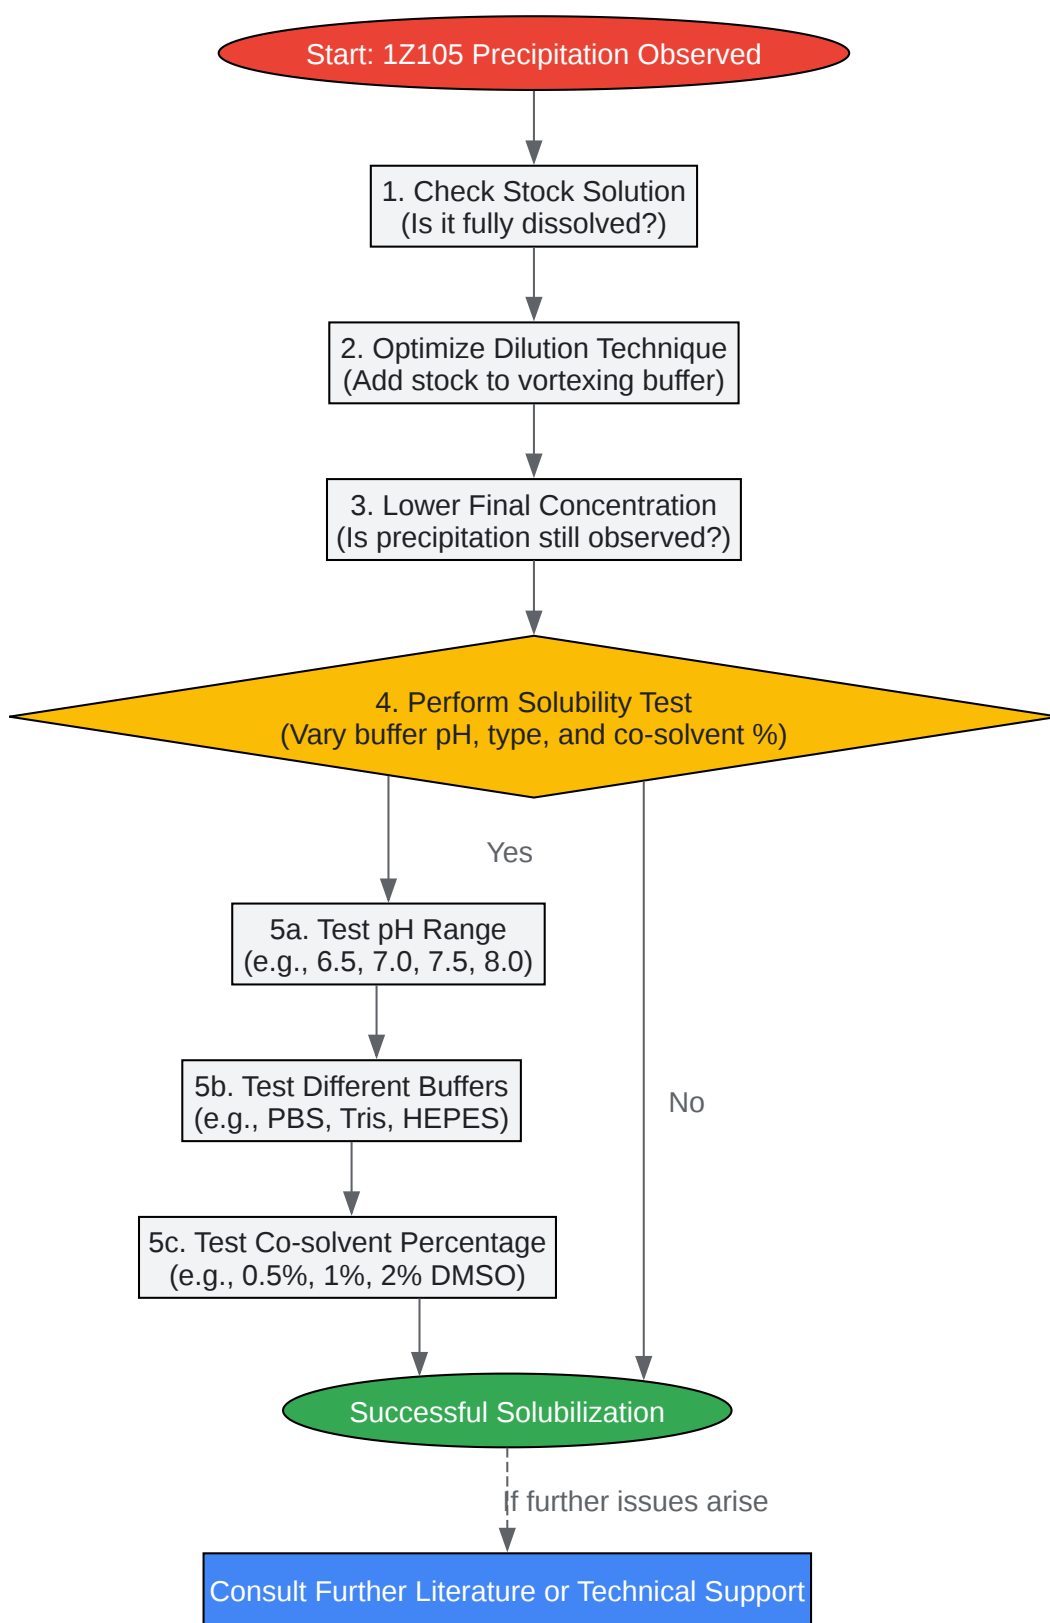 Start: 1Z105 Precipitation Observed
1. Check Stock Solution
(Is it fully dissolved?)
2. Optimize Dilution Technique
(Add stock to vortexing buffer)
3. Lower Final Concentration
(Is precipitation still observed?)
4. Perform Solubility Test
(Vary buffer pH, type, and co-solvent %)
Yes
5a. Test pH Range
(e.g., 6.5, 7.0, 7.5, 8.0)
5b. Test Different Buffers
(e.g., PBS, Tris, HEPES)
No
5c. Test Co-solvent Percentage
(e.g., 0.5%, 1%, 2% DMSO)
Successful Solubilization
If further issues arise
Consult Further Literature or Technical Support